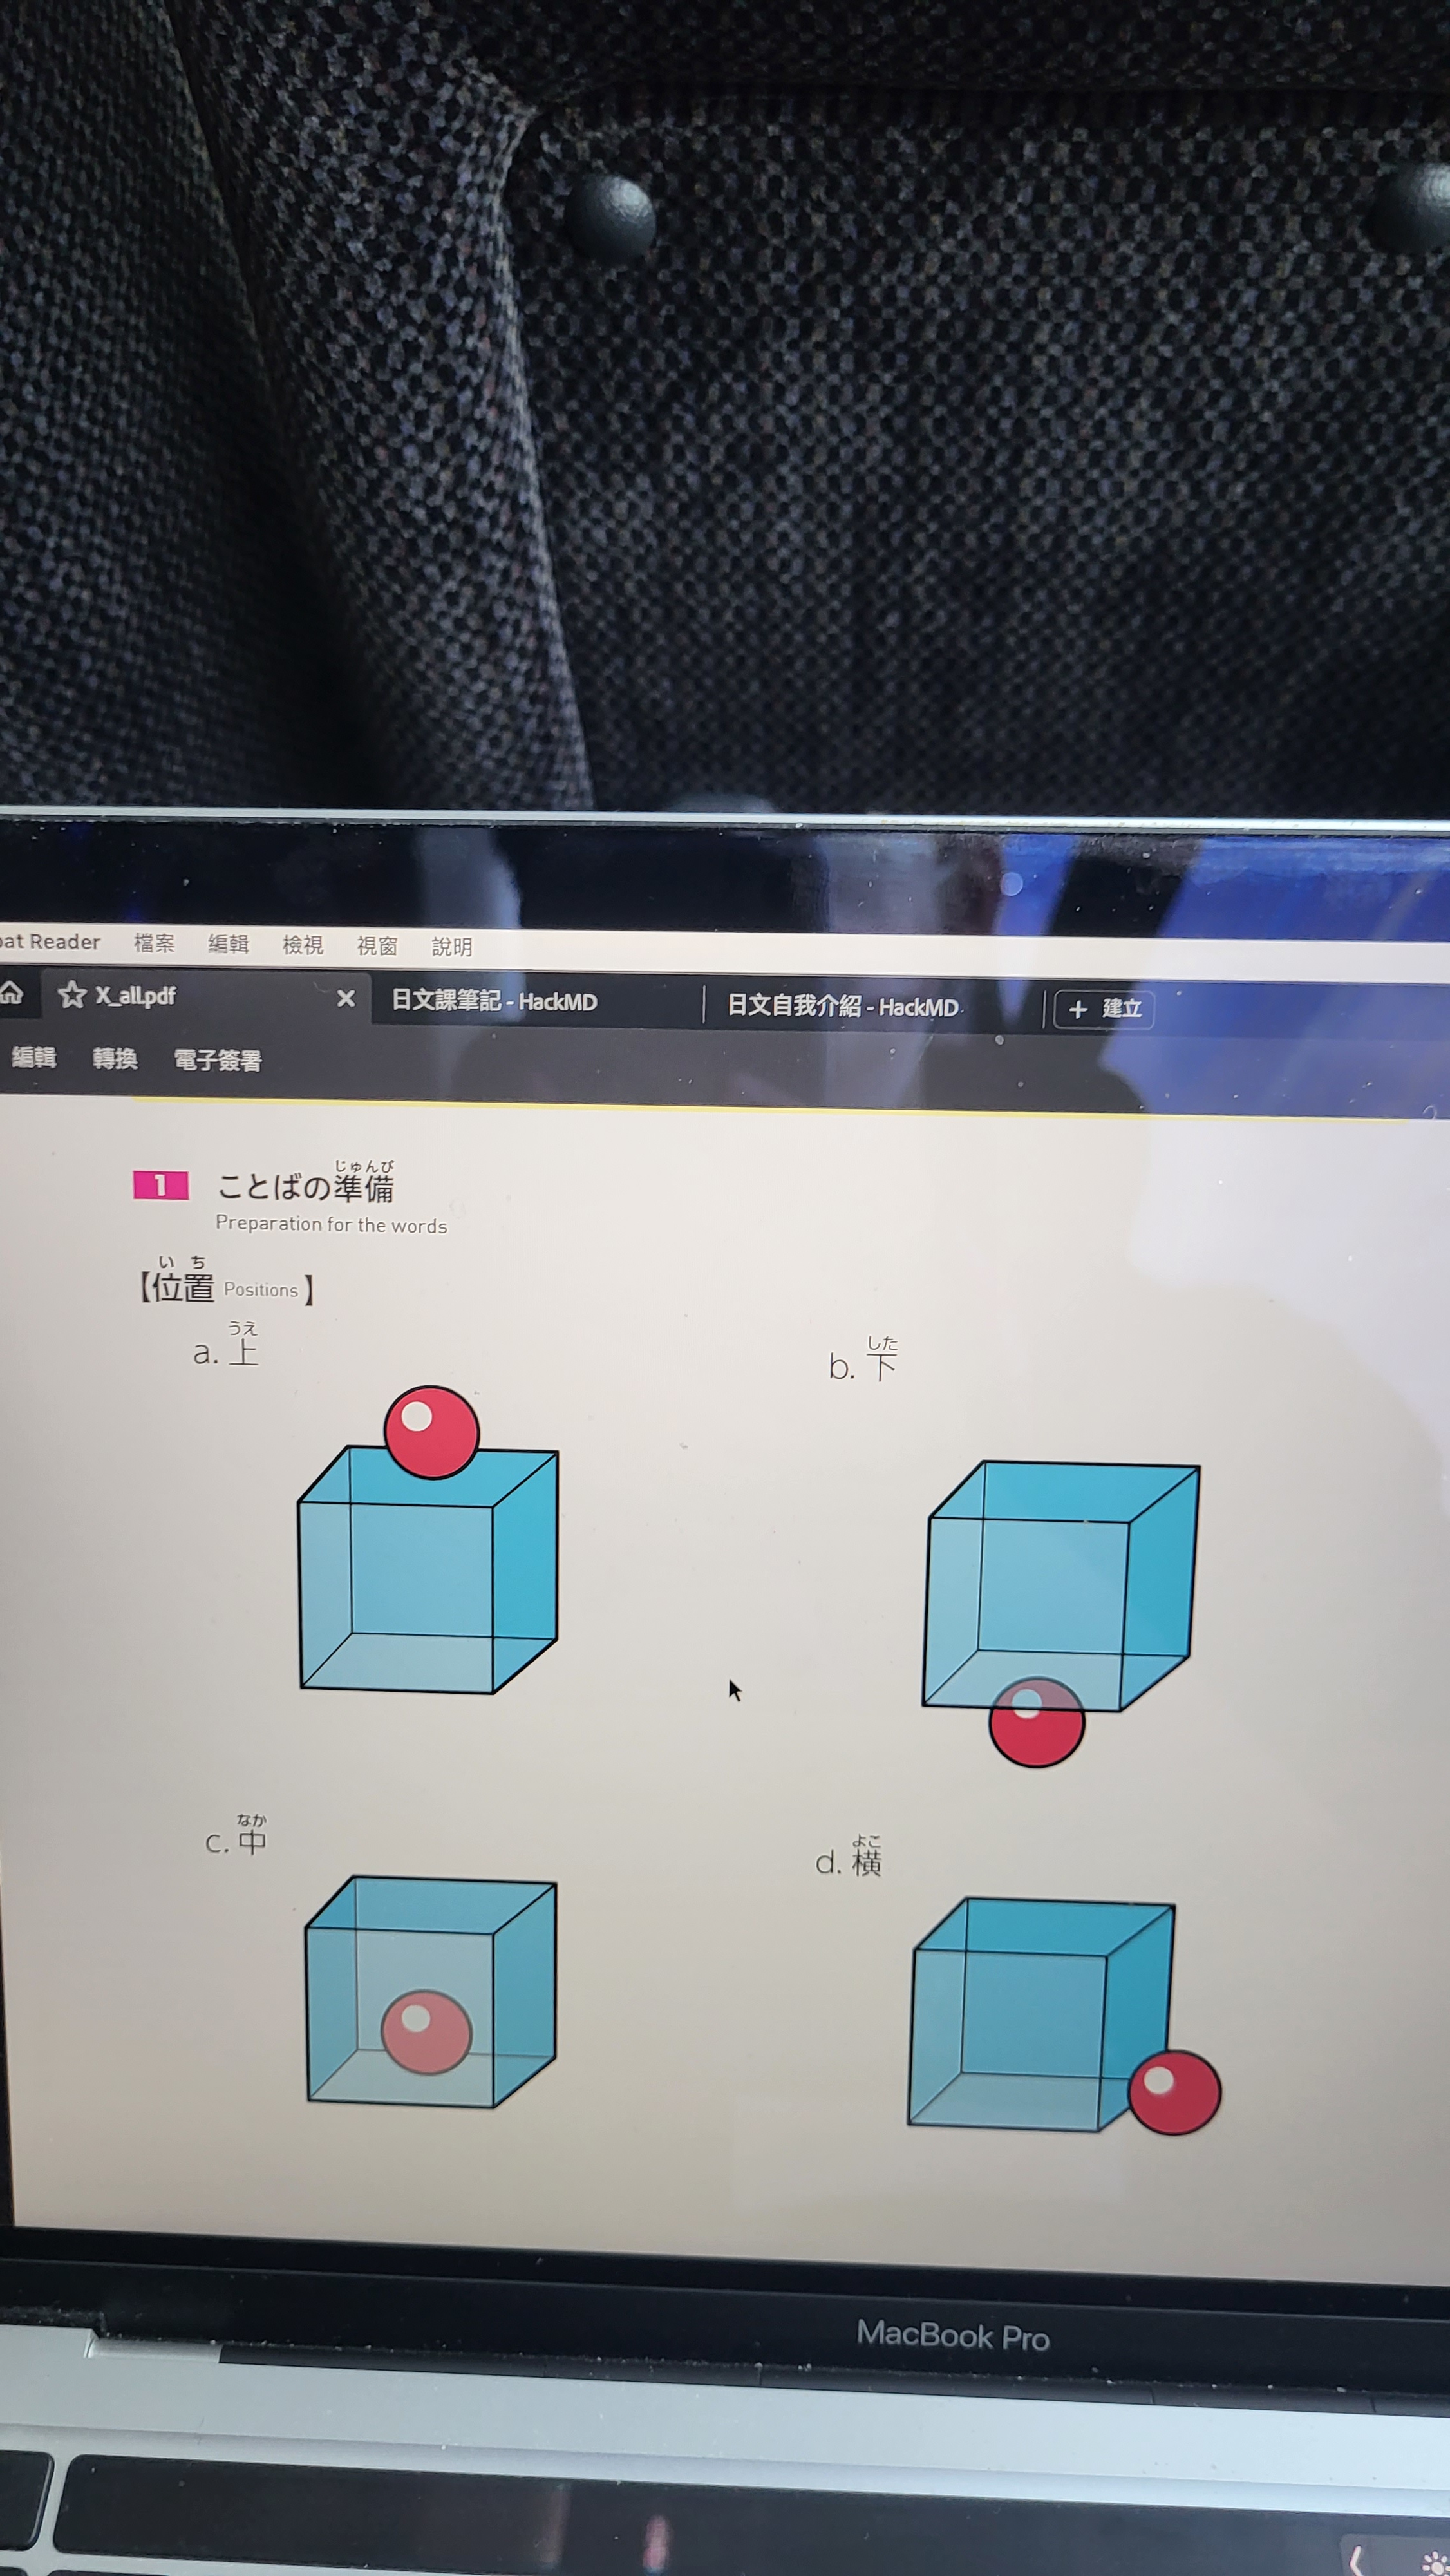 bat Reader 檔案 編輯 檢視 視窗 說明
X_all.pdf × 日文課筆記 - HackMD 日文自我介紹 - HackMD + 建立
編輯 轉換 電子簽署
じゅんび
1 ことばの準備
Preparation for the words
いち
【位置 Positions】
うえ
a. 上
した
b. 下
なか
c. 中
よこ
d. 横
MacBook Pro